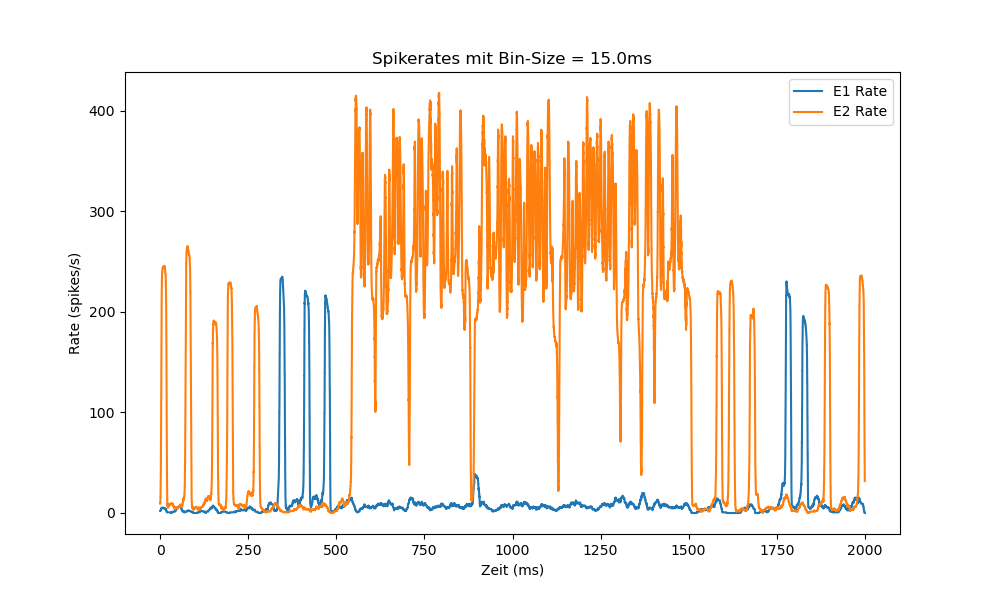 Spikerates mit Bin-Size = 15.0ms
E1 Rate
E2 Rate
Rate (spikes/s)
400
300
200
100
0
0 250 500 750 1000 1250 1500 1750 2000
Zeit (ms)